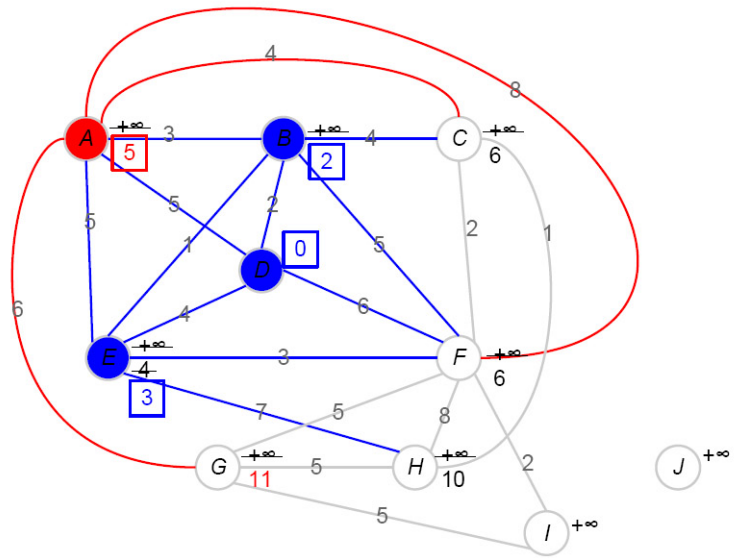 4
8
A +∞ 3 B +∞ 4 C +∞
5 2 6
5 5 2 2 1
1 0 5
D
4 6
6
E +∞ 3 F +∞
4 6
3
7 5 8
G +∞ 5 H +∞ 2 J +∞
11 10
5 I +∞